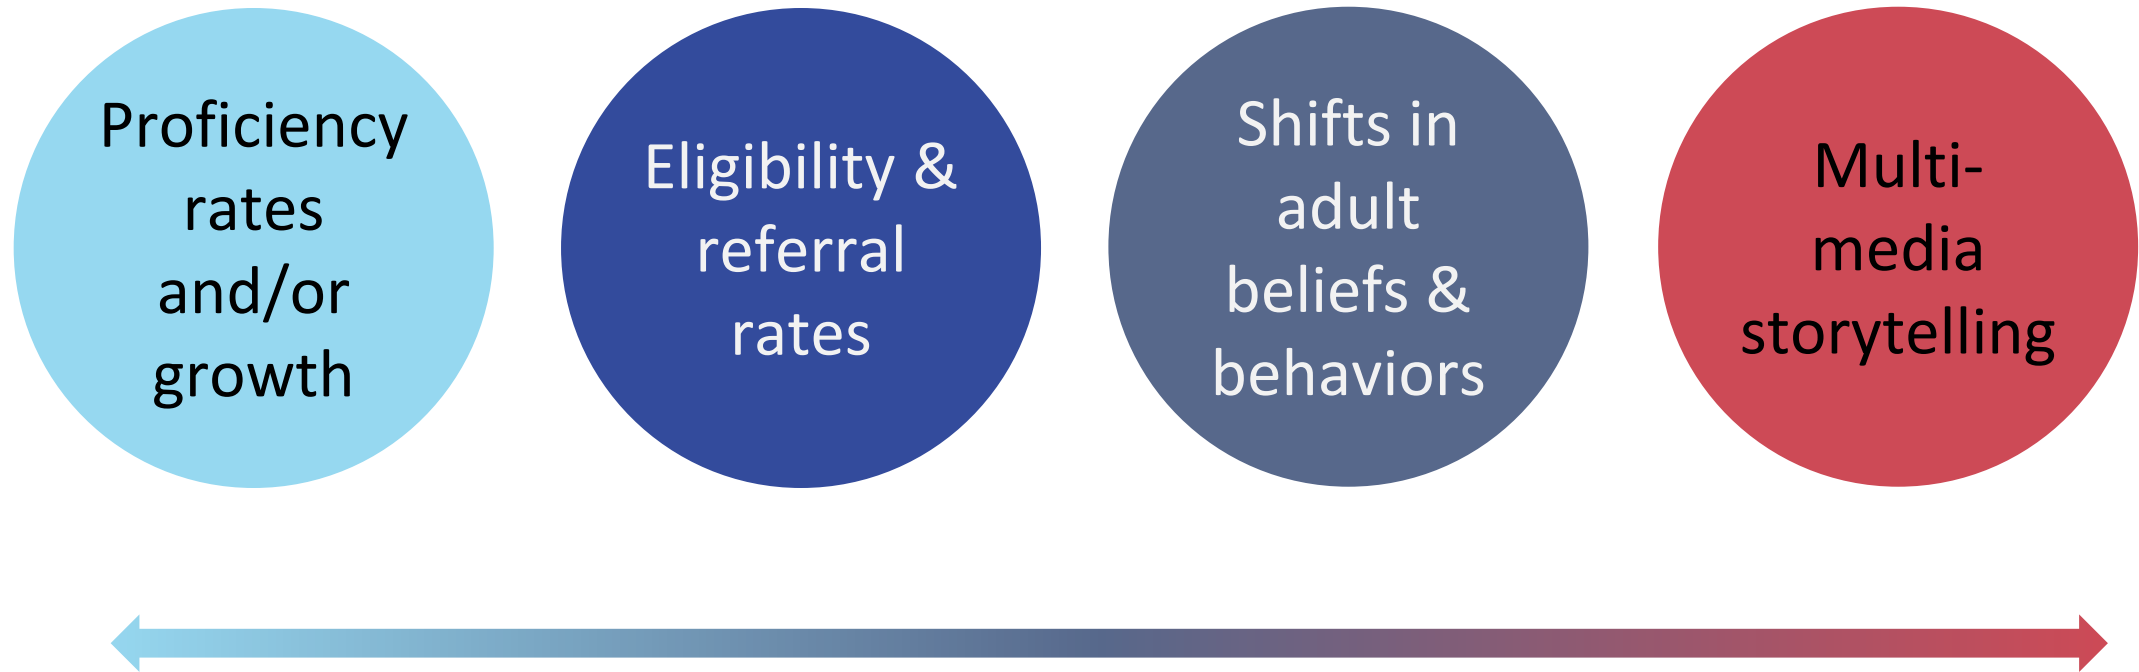 Proficiency
rates
and/or
growth
Eligibility &
referral
rates
Shifts in
adult
beliefs &
behaviors
Multi-
media
storytelling